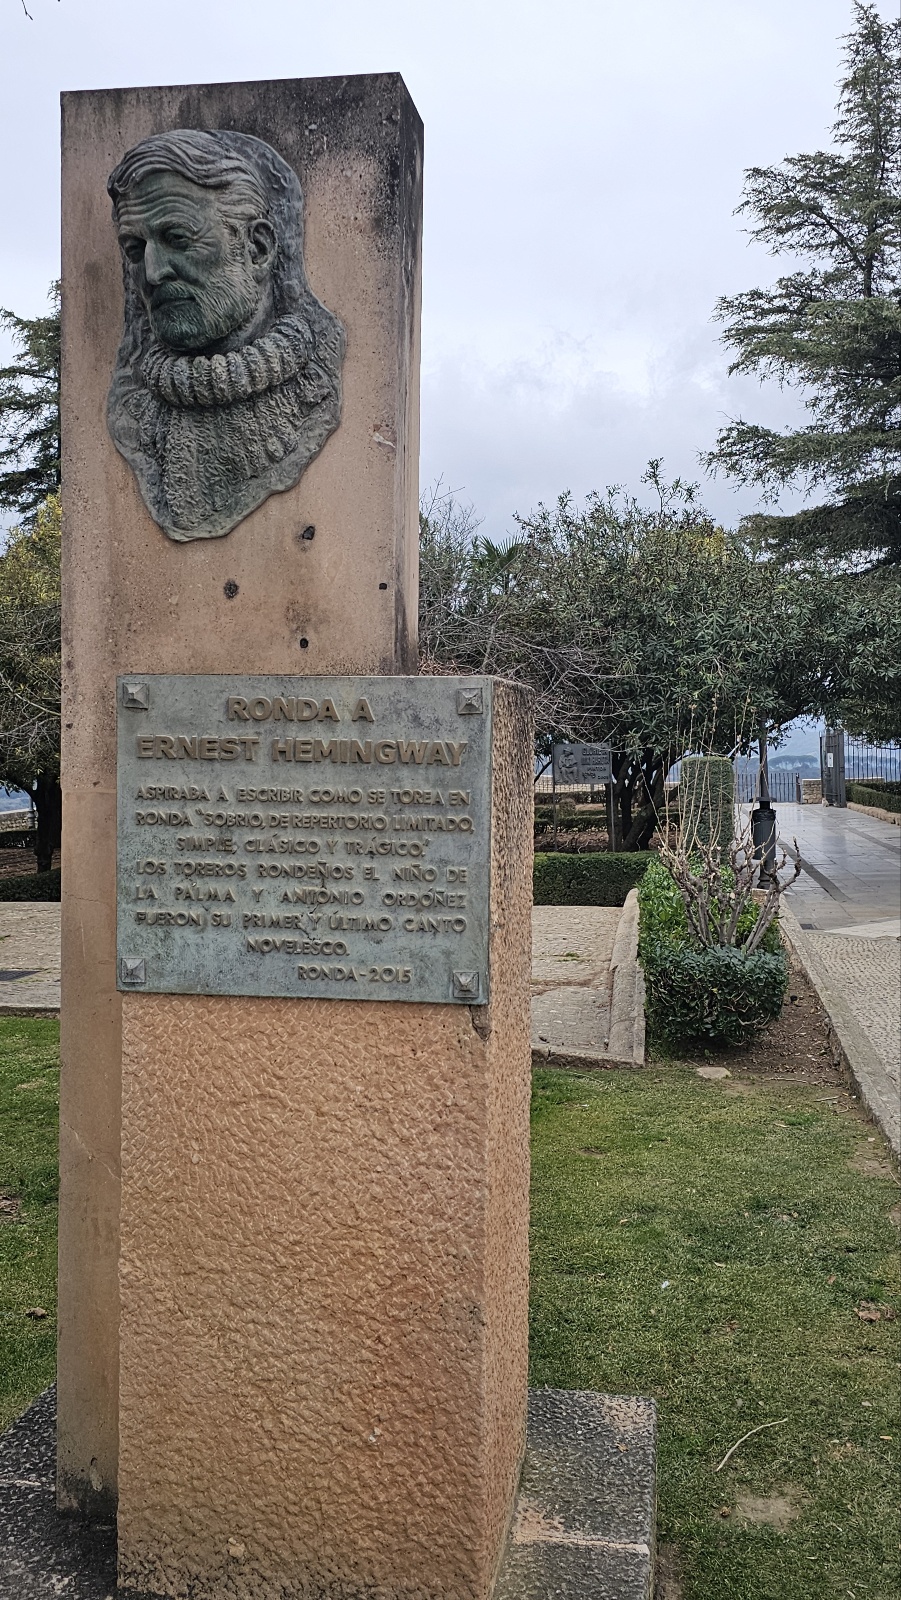 RONDA A
ERNEST HEMINGWAY
ASPIRABA A ESCRIBIR COMO SE TOREA EN
RONDA "SOBRIO, DE REPERTORIO LIMITADO,
SIMPLE, CLÁSICO Y TRÁGICO."
LOS TOREROS RONDEÑOS EL NIÑO DE
LA PALMA Y ANTONIO ORDÓÑEZ
FUERON SU PRIMER Y ÚLTIMO CANTO
NOVELESCO.
RONDA-2015